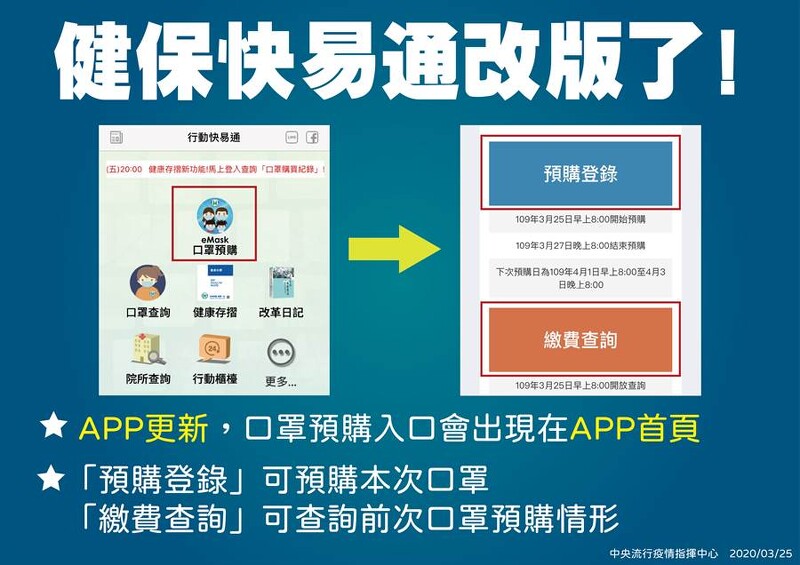 健保快易通改版了!
行動快易通
LINE
(五)20:00 健康存摺新功能!馬上登入查詢「口罩購買紀錄」!
eMask
口罩預購
口罩查詢
健康存摺
改革日記
24
院所查詢
行動櫃檯
更多...
預購登錄
109年3月25日早上8:00開始預購
109年3月27日晚上8:00結束預購
下次預購日為109年4月1日早上8:00至4月3
日晚上8:00
繳費查詢
109年3月25日早上8:00開放查詢
APP更新，口罩預購入口會出現在APP首頁
「預購登錄」可預購本次口罩
「繳費查詢」可查詢前次口罩預購情形
中央流行疫情指揮中心 2020/03/25